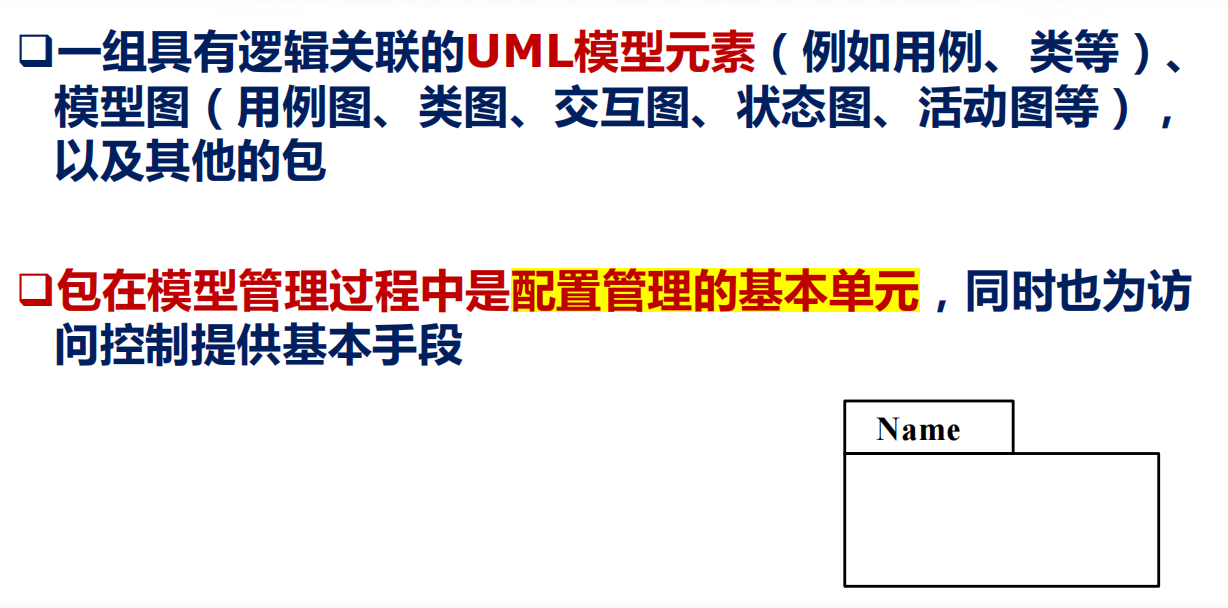 ❑一组具有逻辑关联的UML模型元素（例如用例、类等）、
模型图（用例图、类图、交互图、状态图、活动图等），
以及其他的包
❑包在模型管理过程中是配置管理的基本单元，同时也为访
问控制提供基本手段
Name